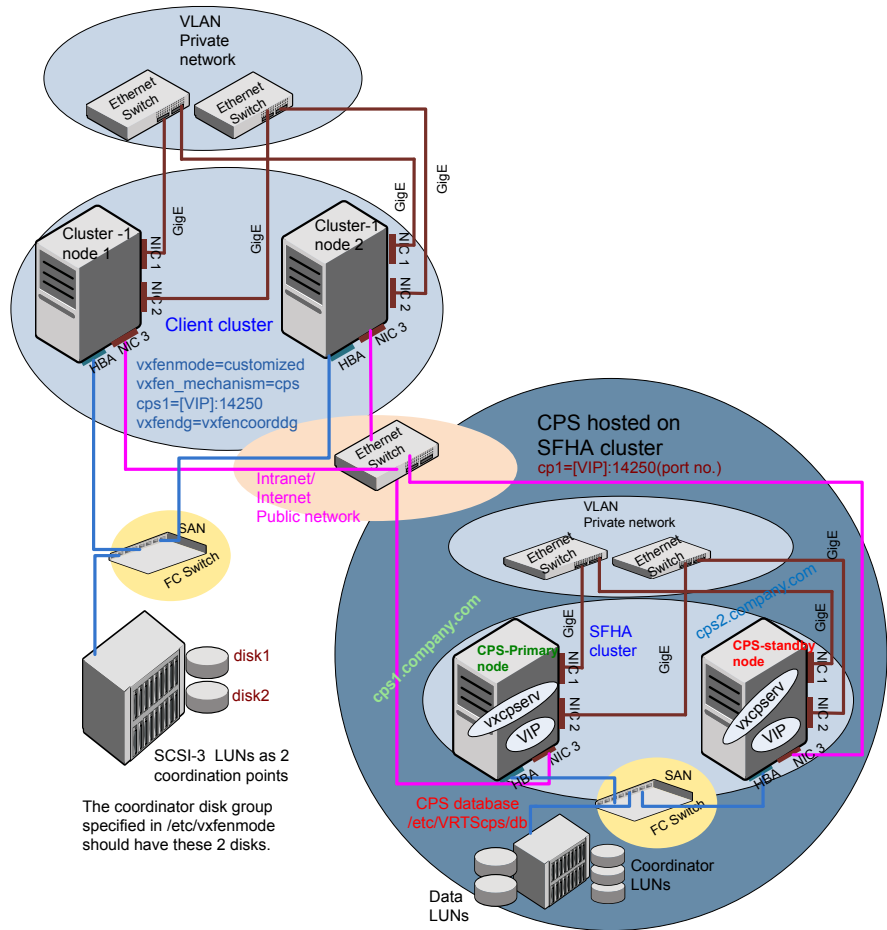 VLAN
Private
network
Ethernet
Switch
Ethernet
Switch
GigE
GigE
GigE
GigE
Cluster -1
node 1
NIC 1
NIC 2
HBA
NIC 3
Cluster-1
node 2
NIC 1
NIC 2
HBA
NIC 3
Client cluster
vxfenmode=customized
vxfen_mechanism=cps
cps1=[VIP]:14250
vxfendg=vxfencoorddg
Ethernet
Switch
Intranet/
Internet
Public network
SAN
FC Switch
disk1
disk2
SCSI-3 LUNs as 2
coordination points
The coordinator disk group
specified in /etc/vxfenmode
should have these 2 disks.
CPS hosted on
SFHA cluster
cp1=[VIP]:14250(port no.)
VLAN
Private network
Ethernet
Switch
Ethernet
Switch
GigE
GigE
GigE
GigE
cps1.company.com
cps2.company.com
SFHA
cluster
CPS-Primary
node
NIC 1
NIC 2
vxcpserv
VIP
HBA
NIC 3
CPS-standby
node
NIC 1
NIC 2
vxcpserv
VIP
HBA
NIC 3
CPS database
/etc/VRTScps/db
SAN
FC Switch
Data
LUNs
Coordinator
LUNs